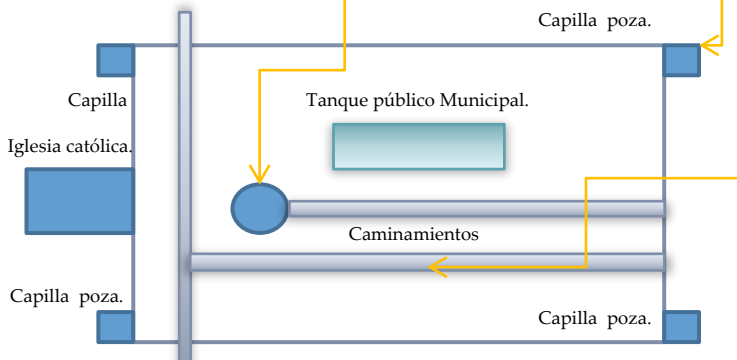 Capilla poza.
Capilla
Tanque público Municipal.
Iglesia católica.
Caminamientos
Capilla poza.
Capilla poza.